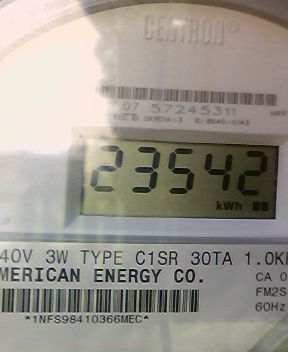 CENTRON®
07 57245311
23542
kWh
40V 3W TYPE C1SR 30TA 1.0K
MERICAN ENERGY CO.
CA 0
FM2S
60Hz
*1NFS98410366MEC*